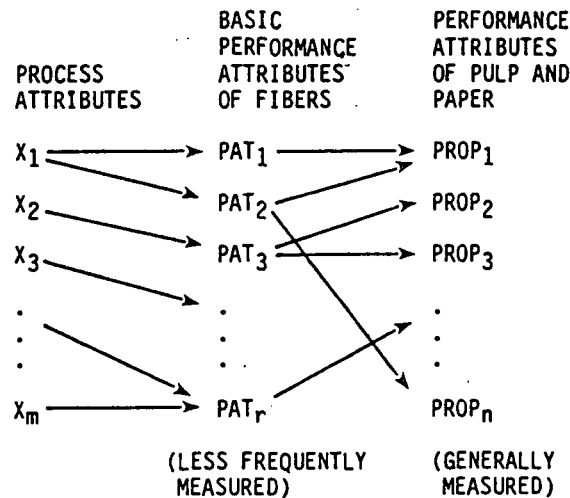 BASIC PERFORMANCE ATTRIBUTES OF FIBERS
PERFORMANCE ATTRIBUTES OF PULP AND PAPER
PROCESS ATTRIBUTES
X1 PAT1 PROP1
X2 PAT2 PROP2
X3 PAT3 PROP3
. . .
. . .
. . .
Xm PATr PROPn
(LESS FREQUENTLY MEASURED)
(GENERALLY MEASURED)